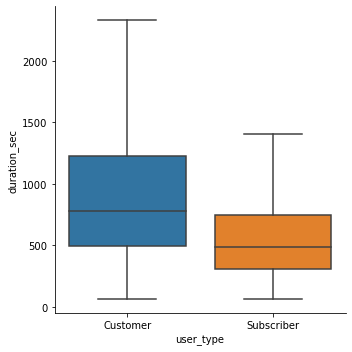 2000
1500
1000
500
0
duration_sec
Customer
Subscriber
user_type